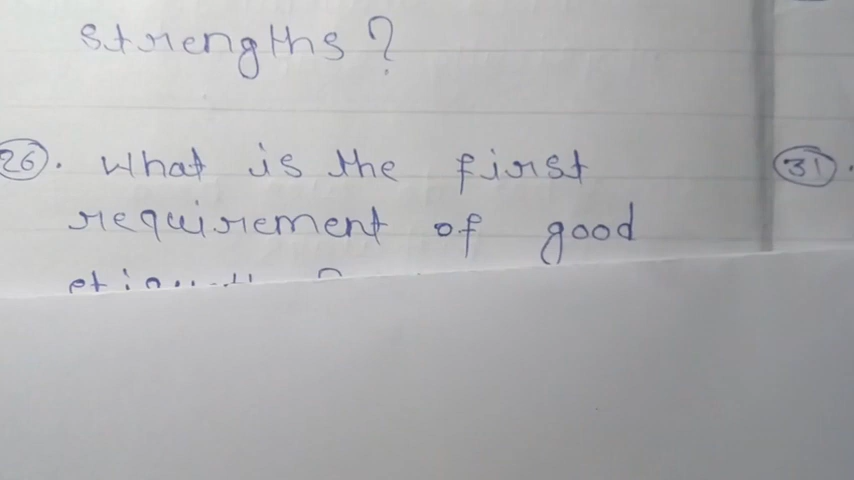 strengths?
26. What is the first
requirement of good
31.